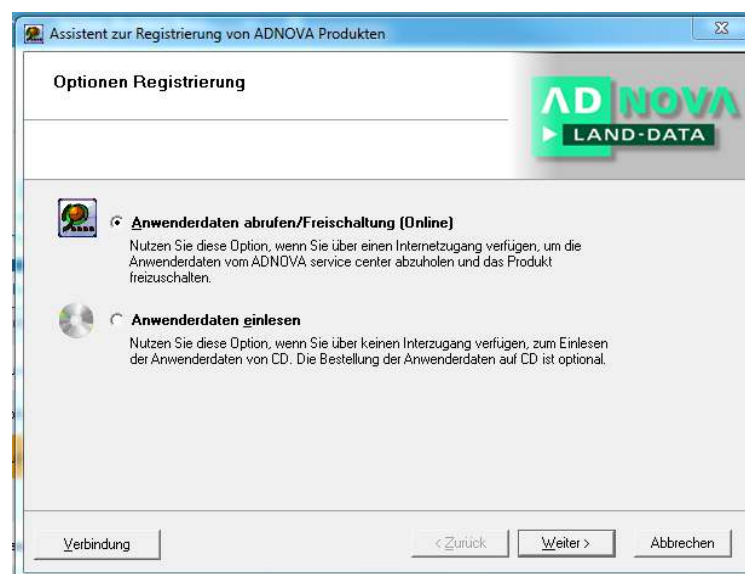 Assistent zur Registrierung von ADNOVA Produkten
Optionen Registrierung
AD NOVA
LAND-DATA
Anwenderdaten abrufen/Freischaltung (Online)
Nutzen Sie diese Option, wenn Sie über einen Internetzugang verfügen, um die
Anwenderdaten vom ADNOVA service center abzuholen und das Produkt
freizuschalten.
Anwenderdaten einlesen
Nutzen Sie diese Option, wenn Sie über keinen Interzugang verfügen, zum Einlesen
der Anwenderdaten von CD. Die Bestellung der Anwenderdaten auf CD ist optional.
Verbindung
< Zurück
Weiter >
Abbrechen